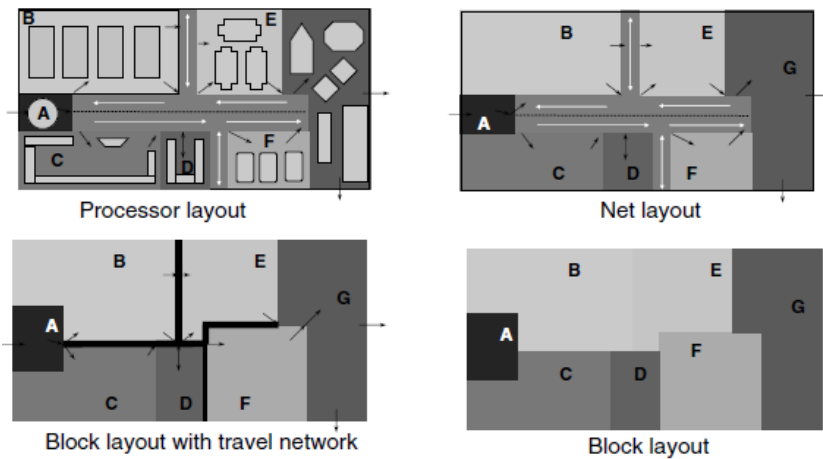 B E
A
C D F
Processor layout
B E
G
A
C D F
Net layout
B E
A G
C D F
Block layout with travel network
B E
A G
F
C D
Block layout